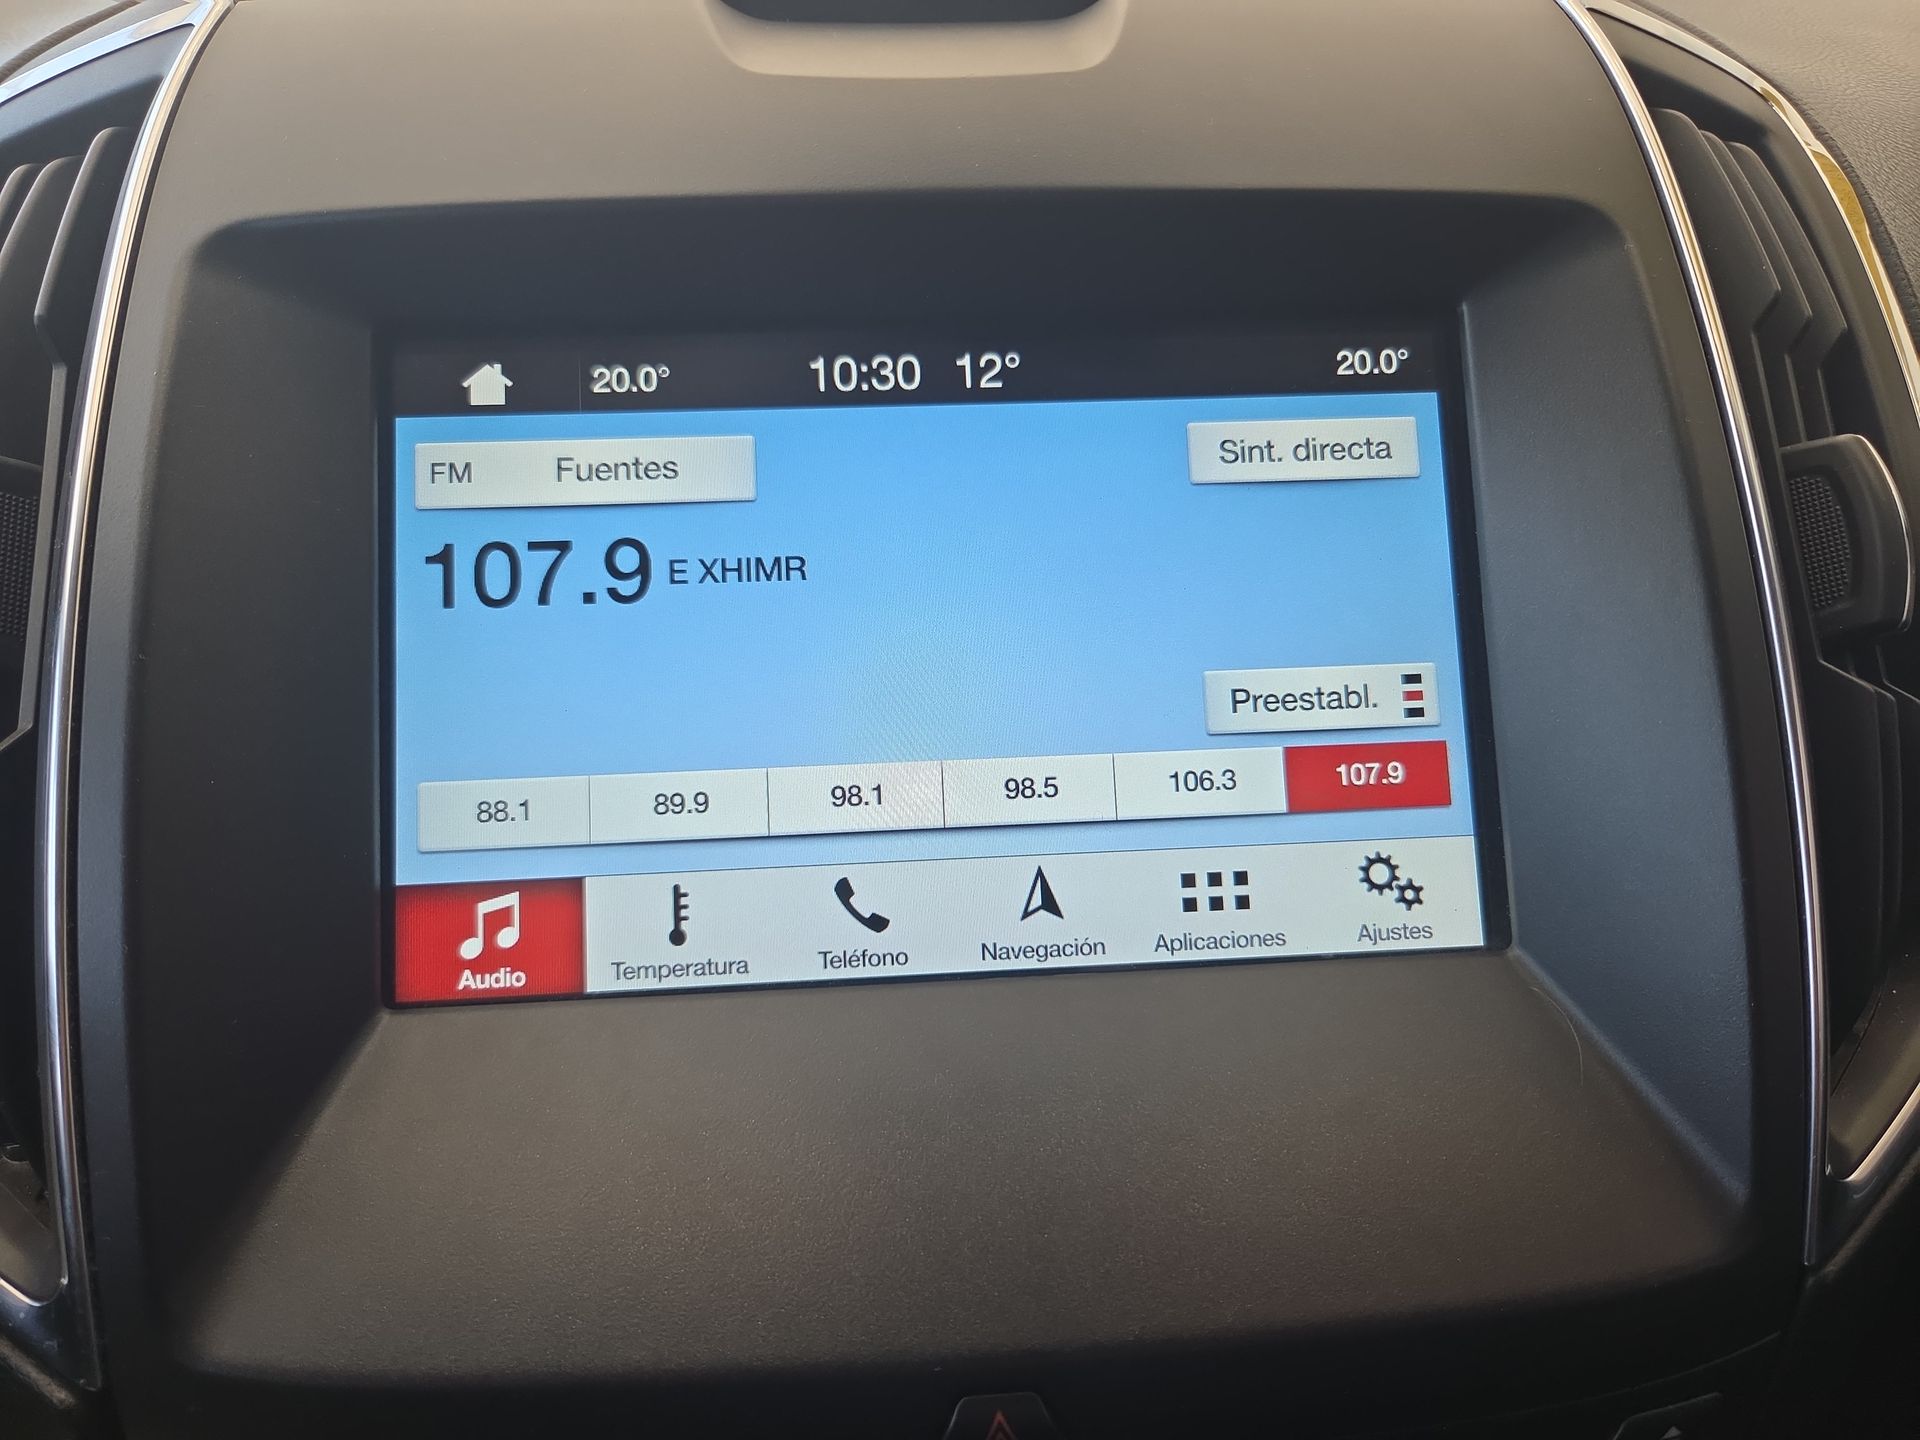 20.0° 10:30 12° 20.0°
FM Fuentes Sint. directa
107.9 E XHIMR
Preestabl.
88.1 89.9 98.1 98.5 106.3 107.9
Audio Temperatura Teléfono Navegación Aplicaciones Ajustes